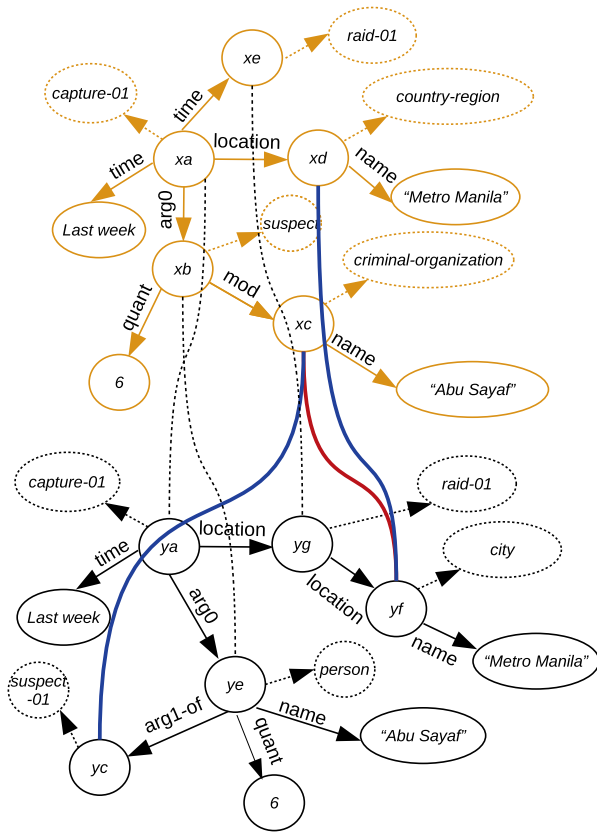 raid-01
xe
capture-01
time
country-region
location
xa
xd
time
name
"Metro Manila"
arg0
Last week
suspect
criminal-organization
xb
mod
quant
xc
name
6
"Abu Sayaf"
capture-01
raid-01
location
ya
yg
city
time
location
Last week
arg0
yf
name
"Metro Manila"
suspect
-01
person
ye
arg1-of
name
quant
"Abu Sayaf"
yc
6